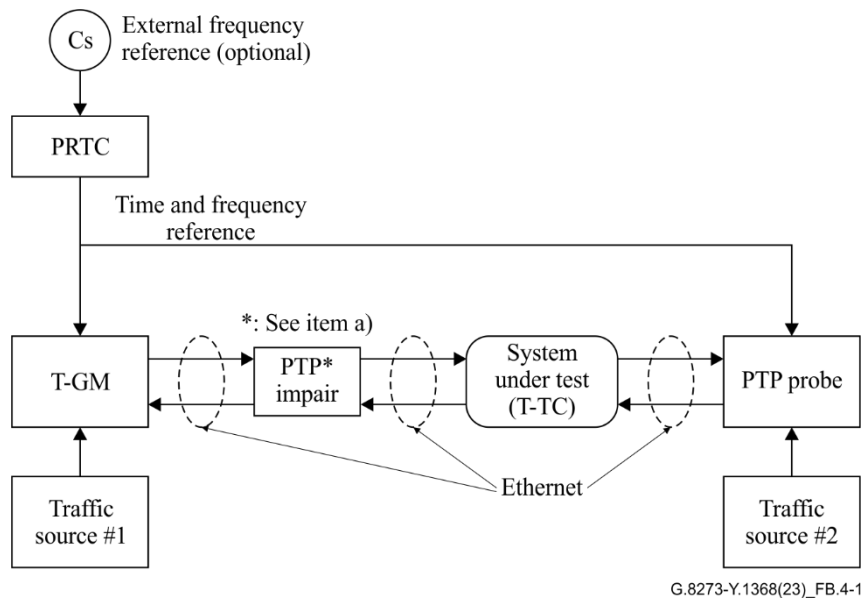 Cs
External frequency
reference (optional)
PRTC
Time and frequency
reference
*: See item a)
T-GM
PTP*
impair
System
under test
(T-TC)
PTP probe
Ethernet
Traffic
source #1
Traffic
source #2
G.8273-Y.1368(23)_FB.4-1